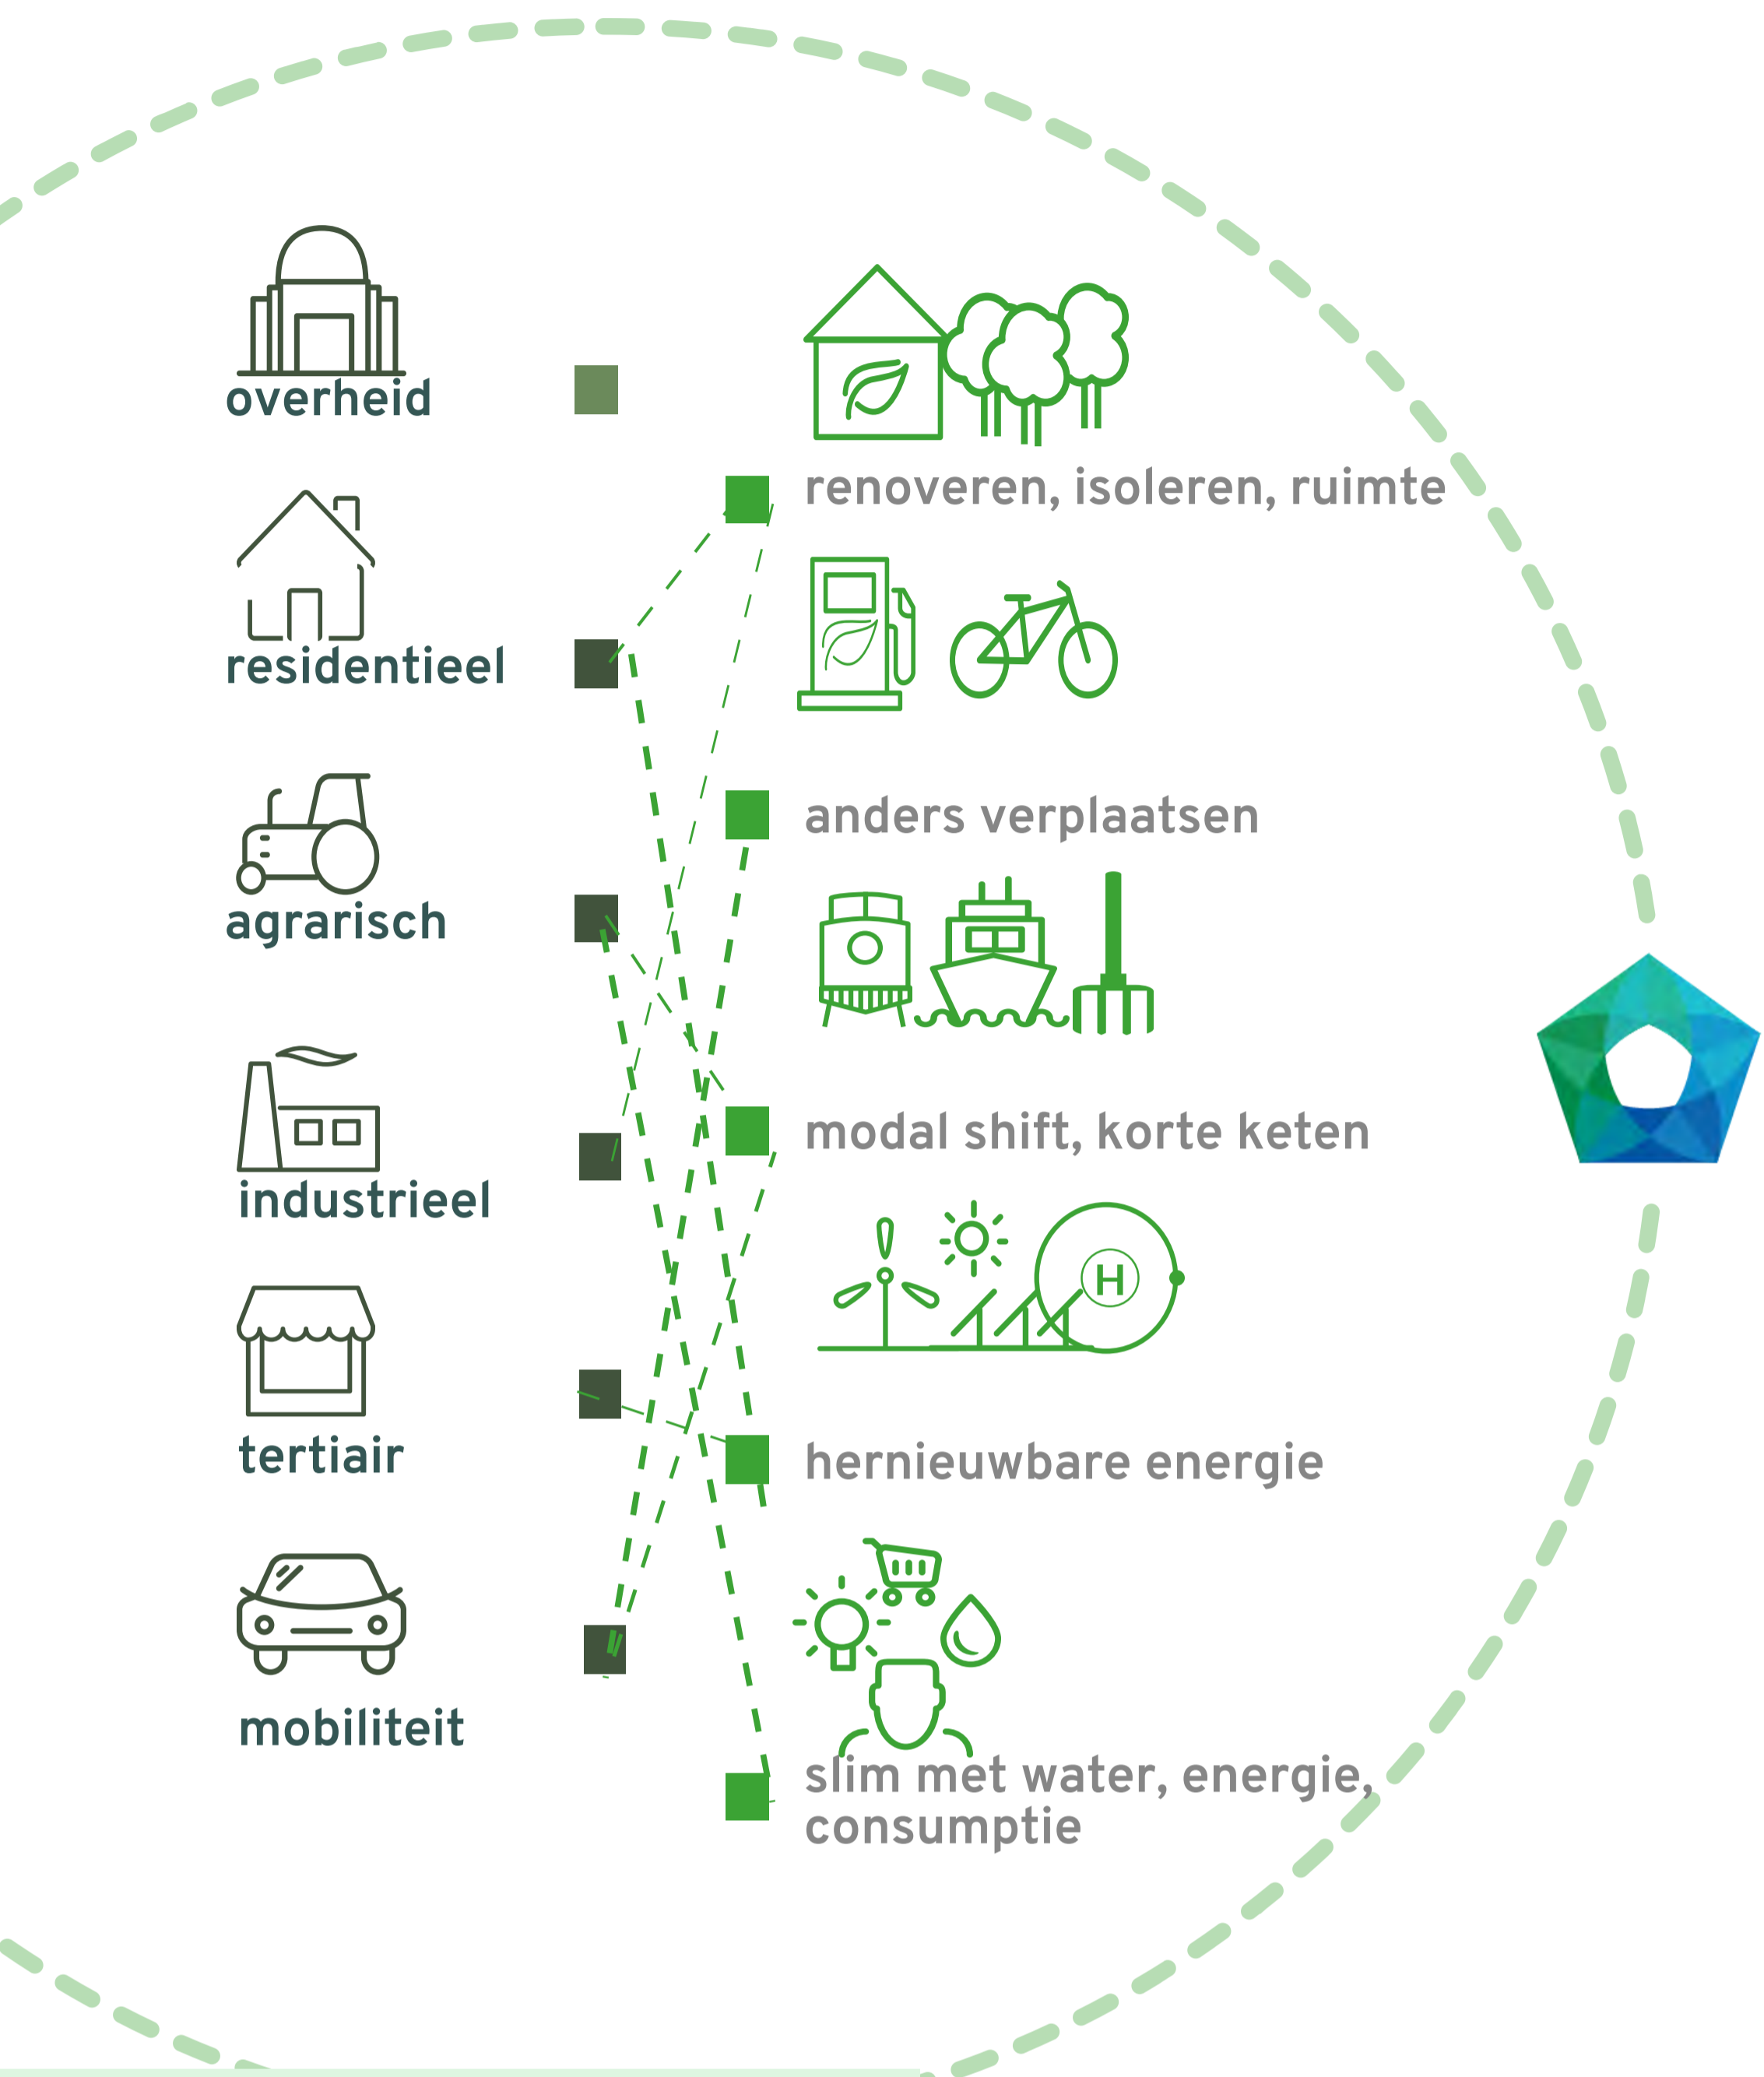 overheid
residentieel
agrarisch
industrieel
tertiair
mobiliteit
renoveren, isoleren, ruimte
anders verplaatsen
modal shift, korte keten
H
hernieuwbare energie
slim met water, energie,
consumptie